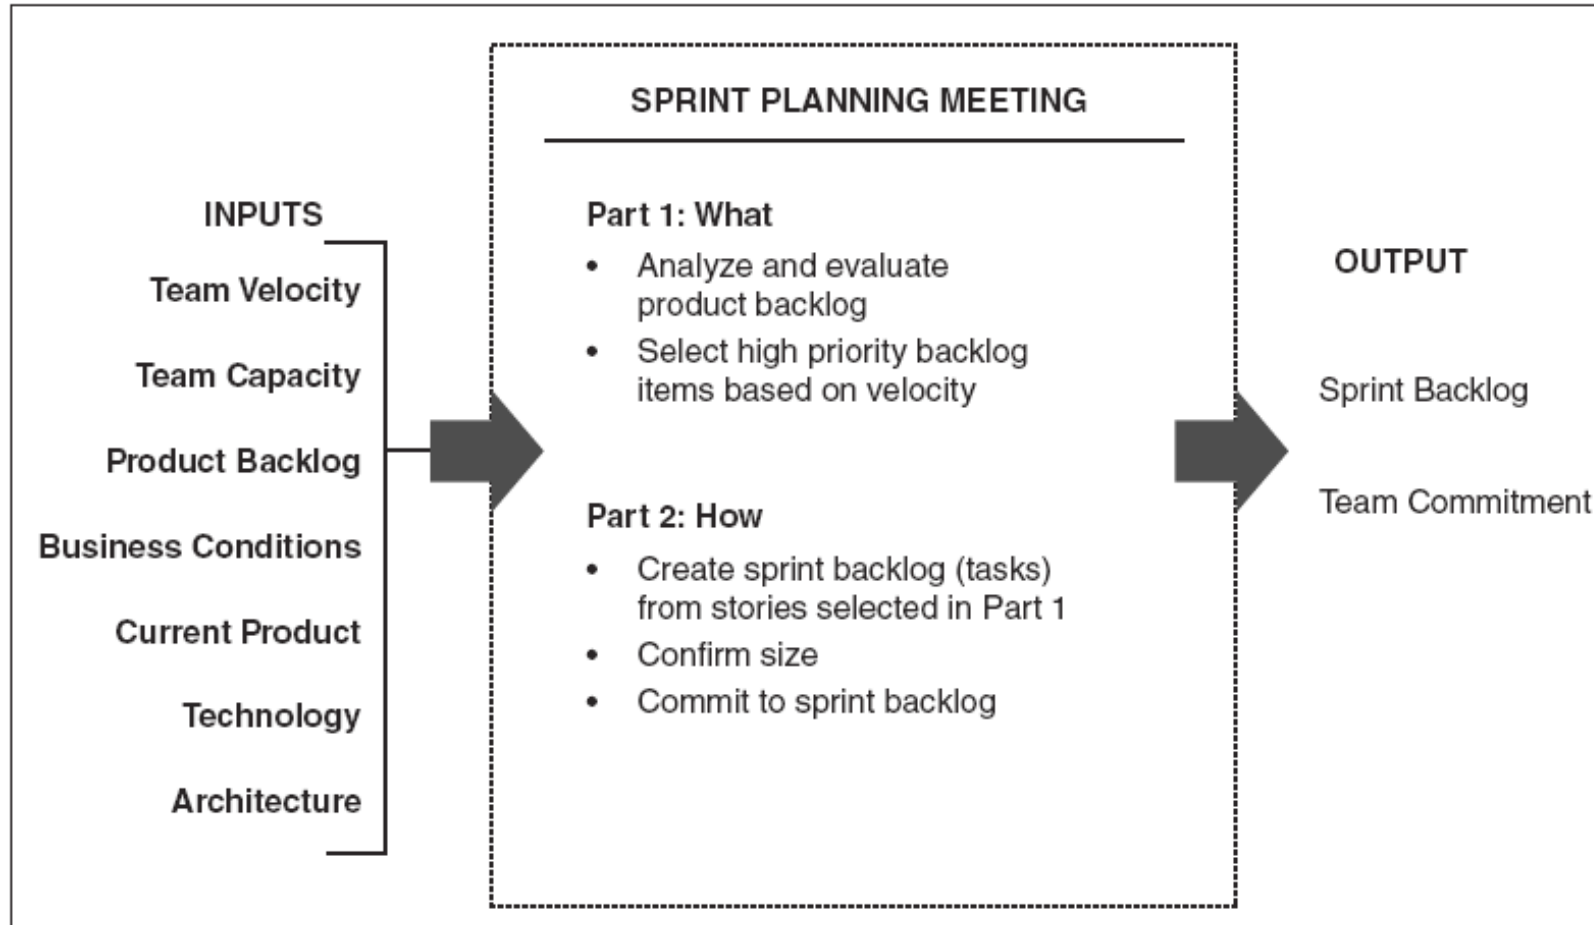 SPRINT PLANNING MEETING
INPUTS
Team Velocity
Team Capacity
Product Backlog
Business Conditions
Current Product
Technology
Architecture
Part 1: What
• Analyze and evaluate
product backlog
• Select high priority backlog
items based on velocity
Part 2: How
• Create sprint backlog (tasks)
from stories selected in Part 1
• Confirm size
• Commit to sprint backlog
OUTPUT
Sprint Backlog
Team Commitment